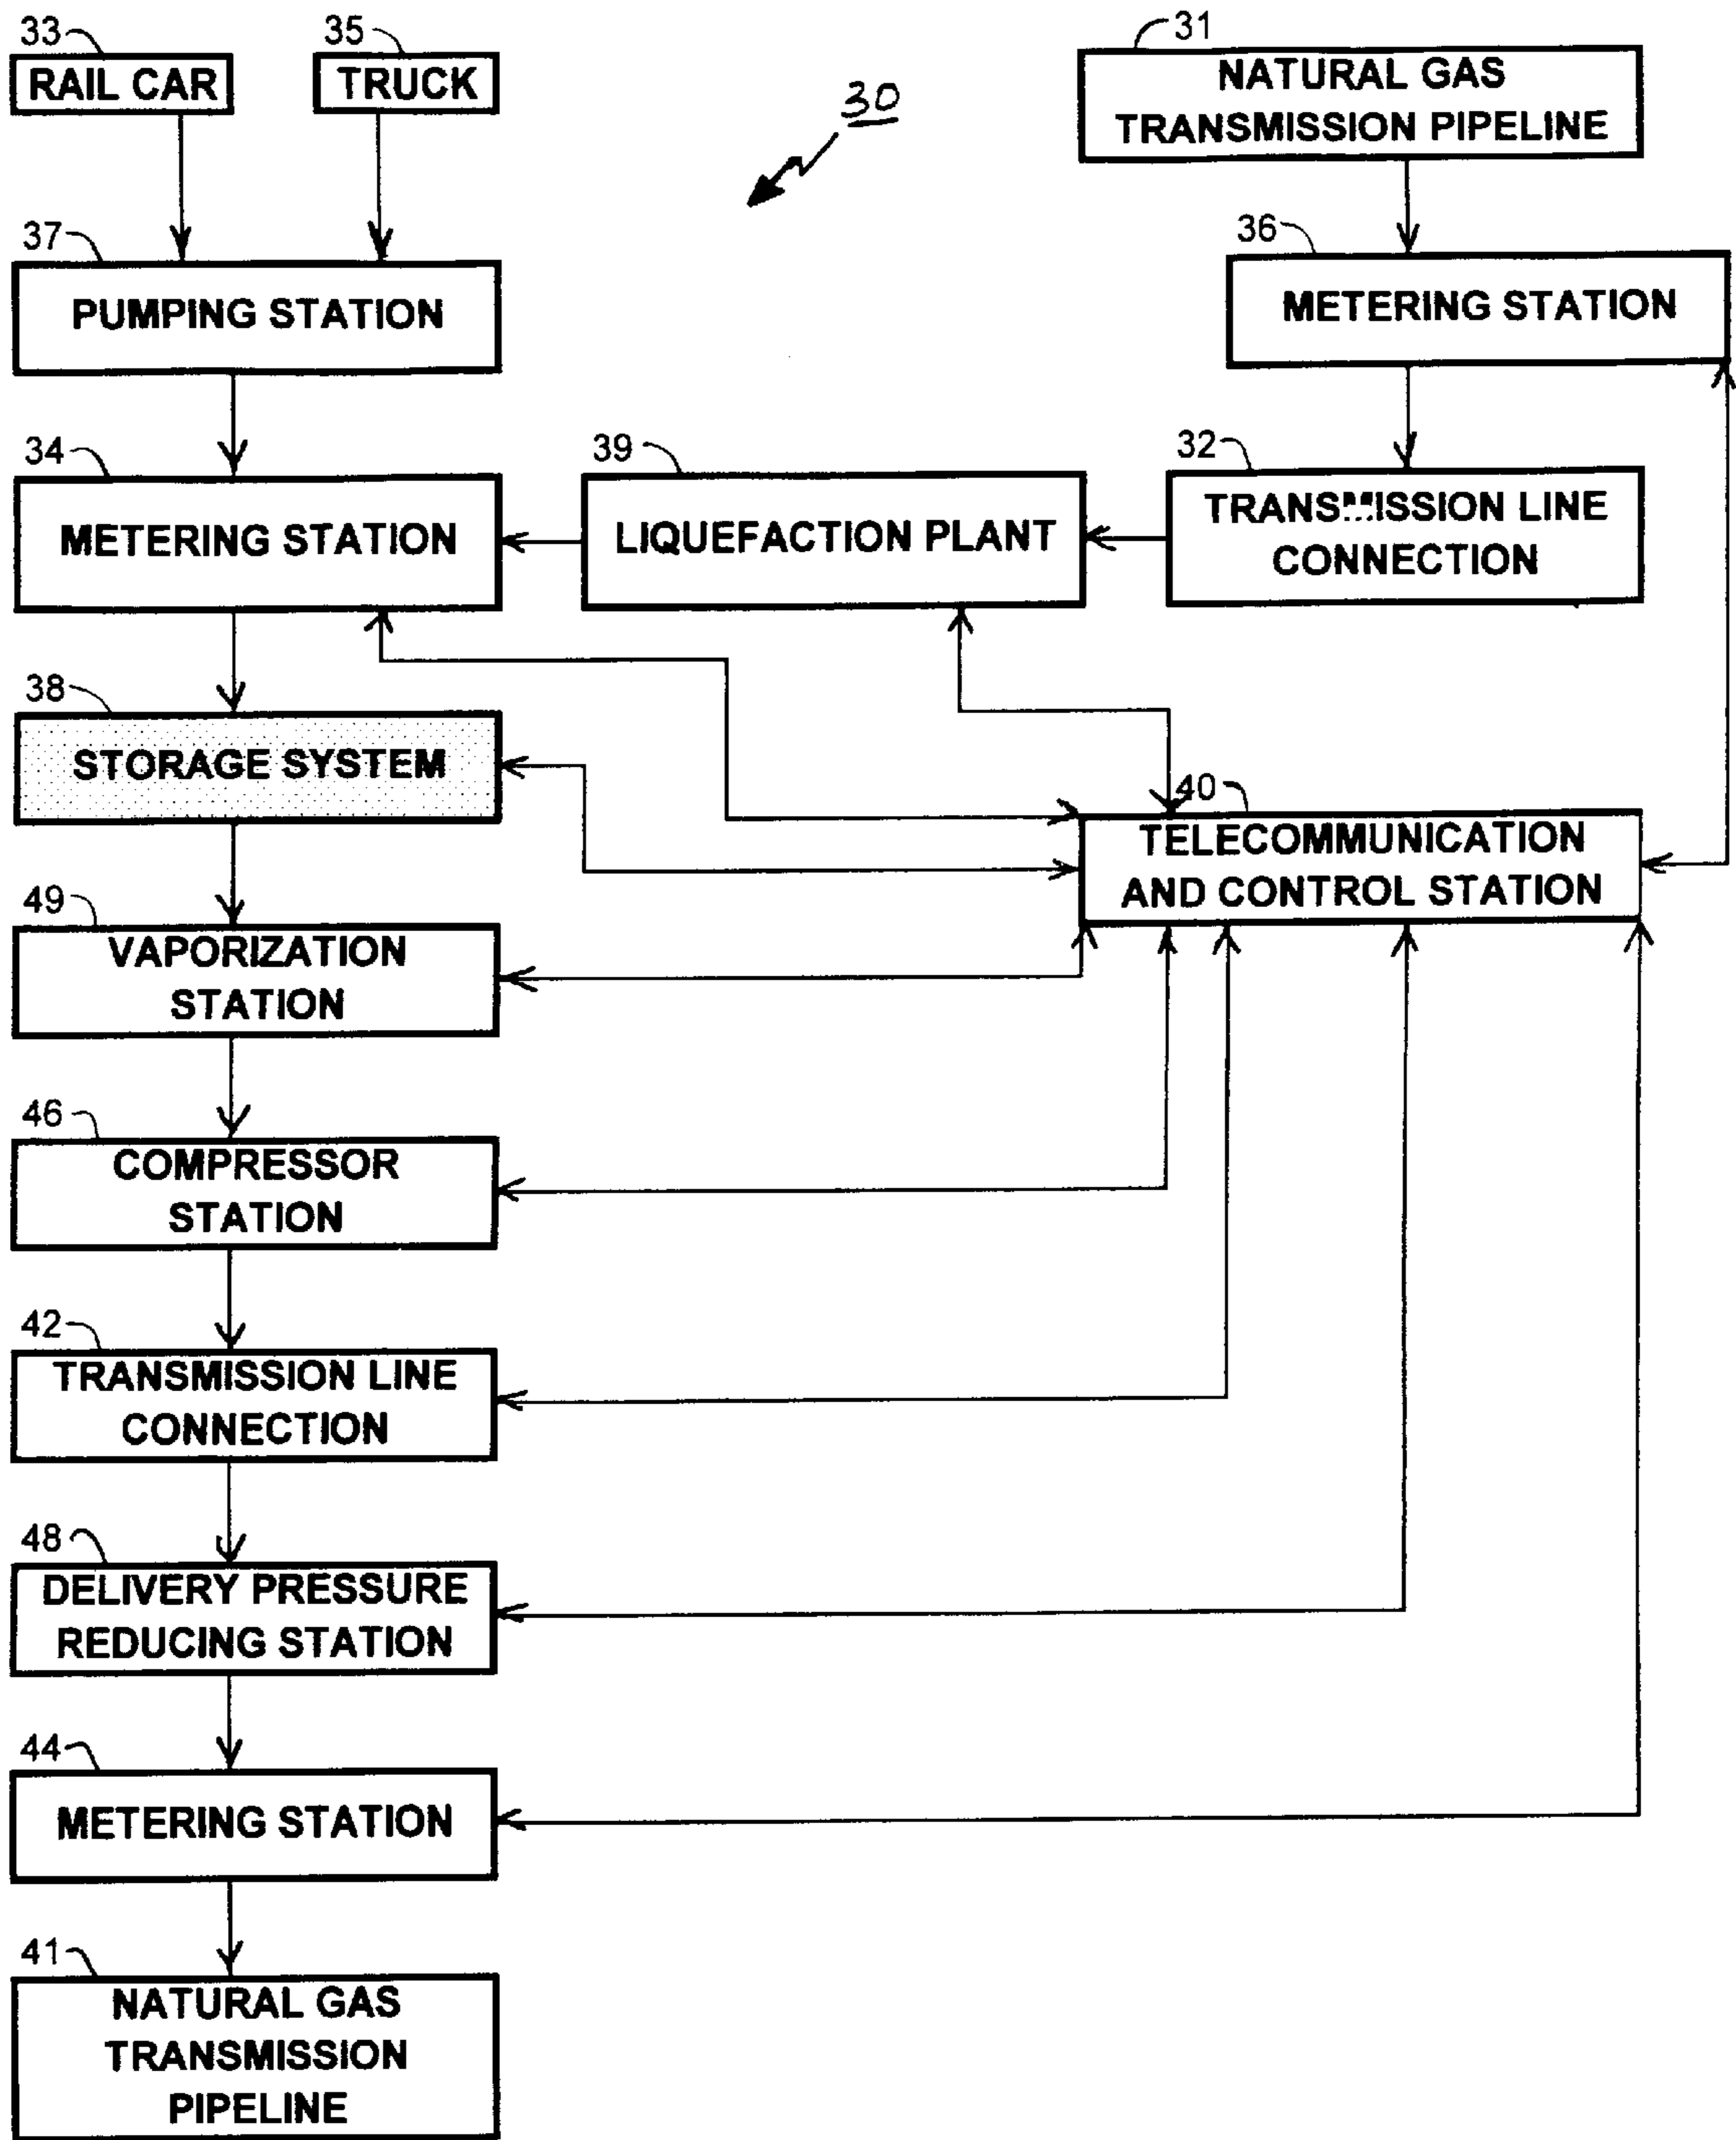 33
RAIL CAR
35
TRUCK
30
31
NATURAL GAS
TRANSMISSION PIPELINE
37
PUMPING STATION
36
METERING STATION
34
METERING STATION
39
LIQUEFACTION PLANT
32
TRANSMISSION LINE
CONNECTION
38
STORAGE SYSTEM
40
TELECOMMUNICATION
AND CONTROL STATION
49
VAPORIZATION
STATION
46
COMPRESSOR
STATION
42
TRANSMISSION LINE
CONNECTION
48
DELIVERY PRESSURE
REDUCING STATION
44
METERING STATION
41
NATURAL GAS
TRANSMISSION
PIPELINE